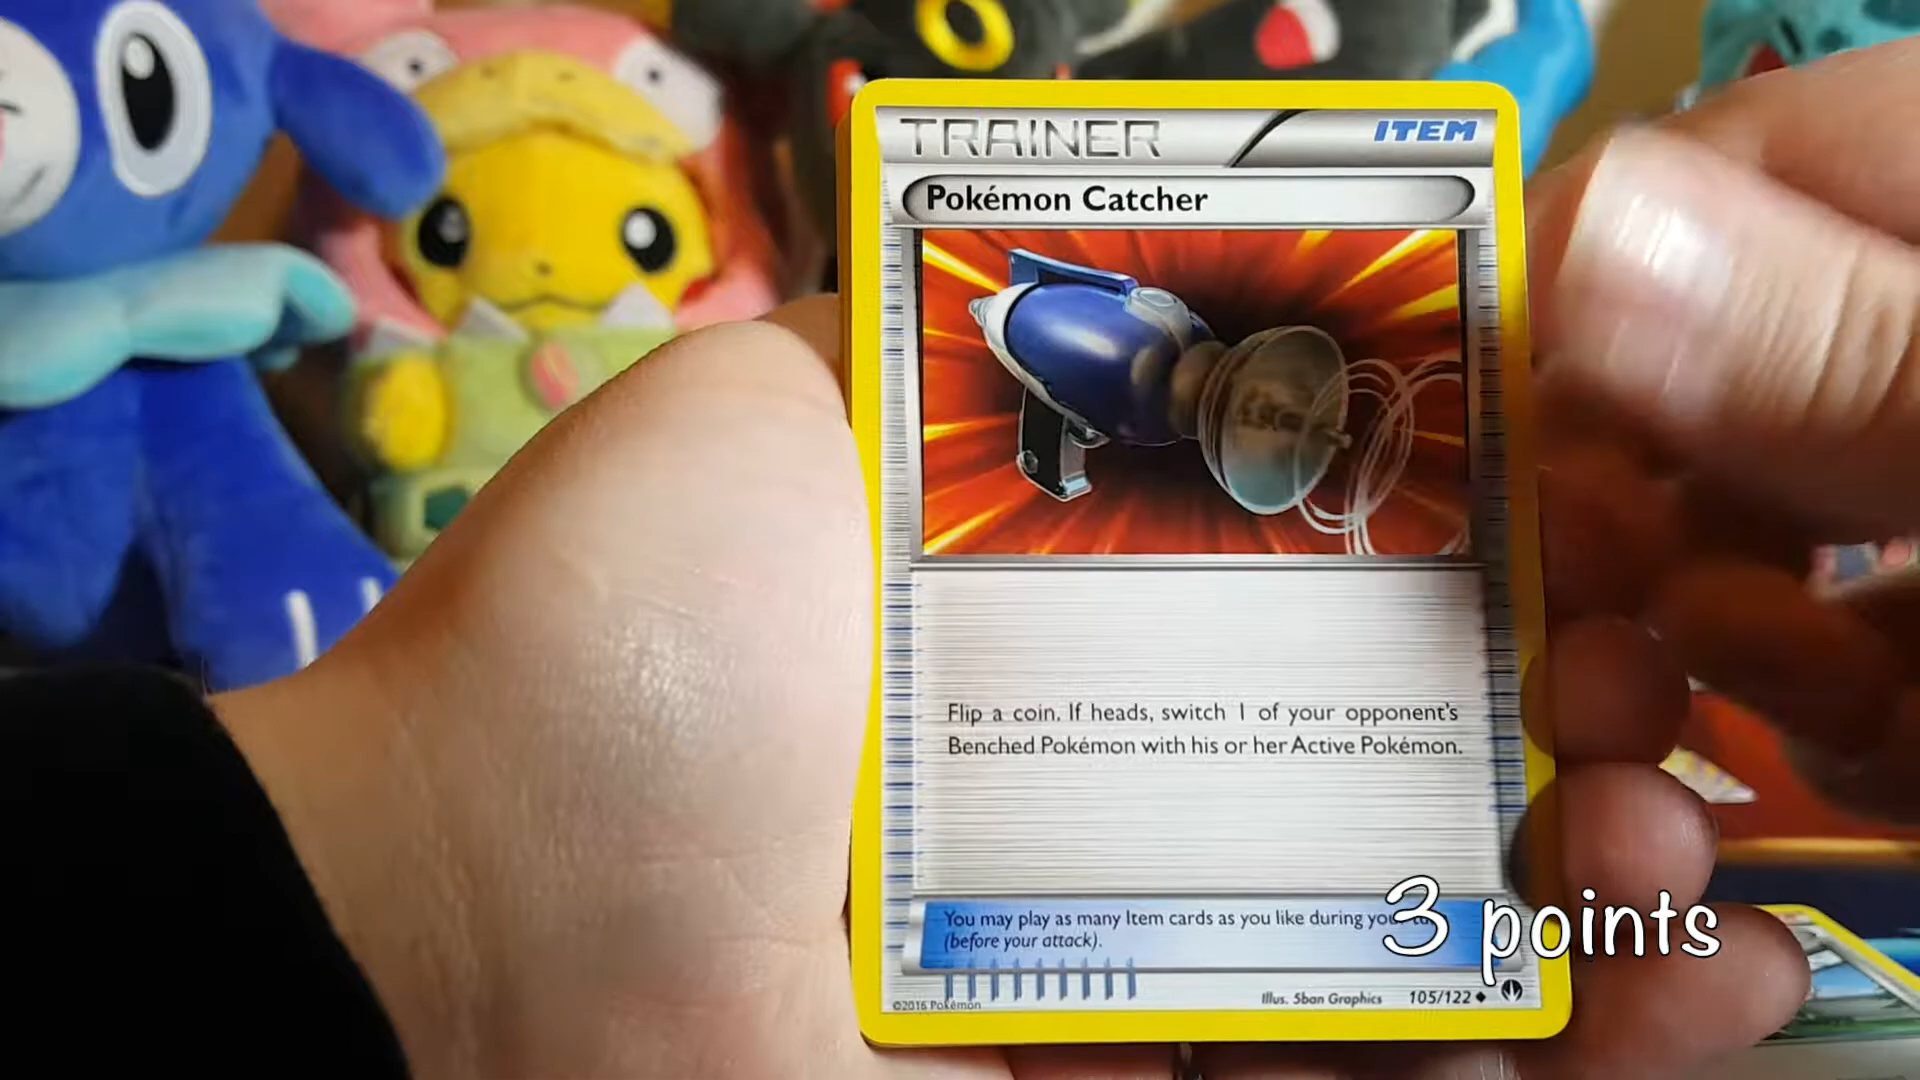 TRAINER
ITEM
Pokémon Catcher
Flip a coin. If heads, switch 1 of your opponent's
Benched Pokémon with his or her Active Pokémon.
You may play as many Item cards as you like during
(before your attack).
3 points
©2016 Pokémon
Illus. 5ban Graphics
105/122